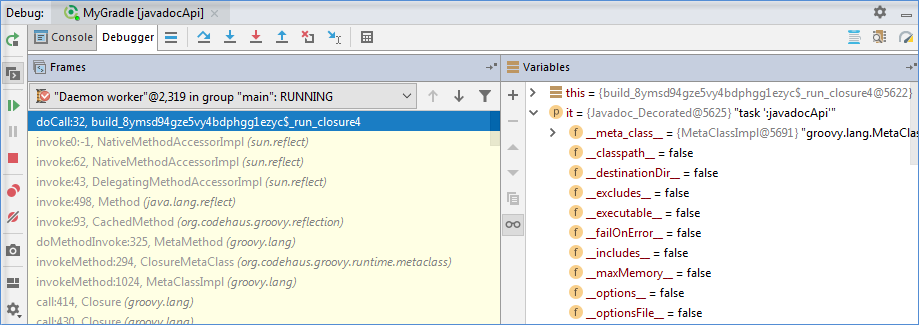 Debug: MyGradle [javadocApi]
Console Debugger
Frames
"Daemon worker"@2,319 in group "main": RUNNING
doCall:32, build_8ymsd94gze5vy4bdphgg1ezyc$_run_closure4
invoke0:-1, NativeMethodAccessorImpl (sun.reflect)
invoke:62, NativeMethodAccessorImpl (sun.reflect)
invoke:43, DelegatingMethodAccessorImpl (sun.reflect)
invoke:498, Method (java.lang.reflect)
invoke:93, CachedMethod (org.codehaus.groovy.reflection)
doMethodInvoke:325, MetaMethod (groovy.lang)
invokeMethod:294, ClosureMetaClass (org.codehaus.groovy.runtime.metaclass)
invokeMethod:1024, MetaClassImpl (groovy.lang)
call:414, Closure (groovy.lang)
call:430, Closure (groovy.lang)
Variables
this = {build_8ymsd94gze5vy4bdphgg1ezyc$_run_closure4@5622}
it = {Javadoc_Decorated@5625} "task ':javadocApi'"
__meta_class__ = {MetaClassImpl@5691} "groovy.lang.MetaClass
__classpath__ = false
__destinationDir__ = false
__excludes__ = false
__executable__ = false
__failOnError__ = false
__includes__ = false
__maxMemory__ = false
__options__ = false
__optionsFile__ = false